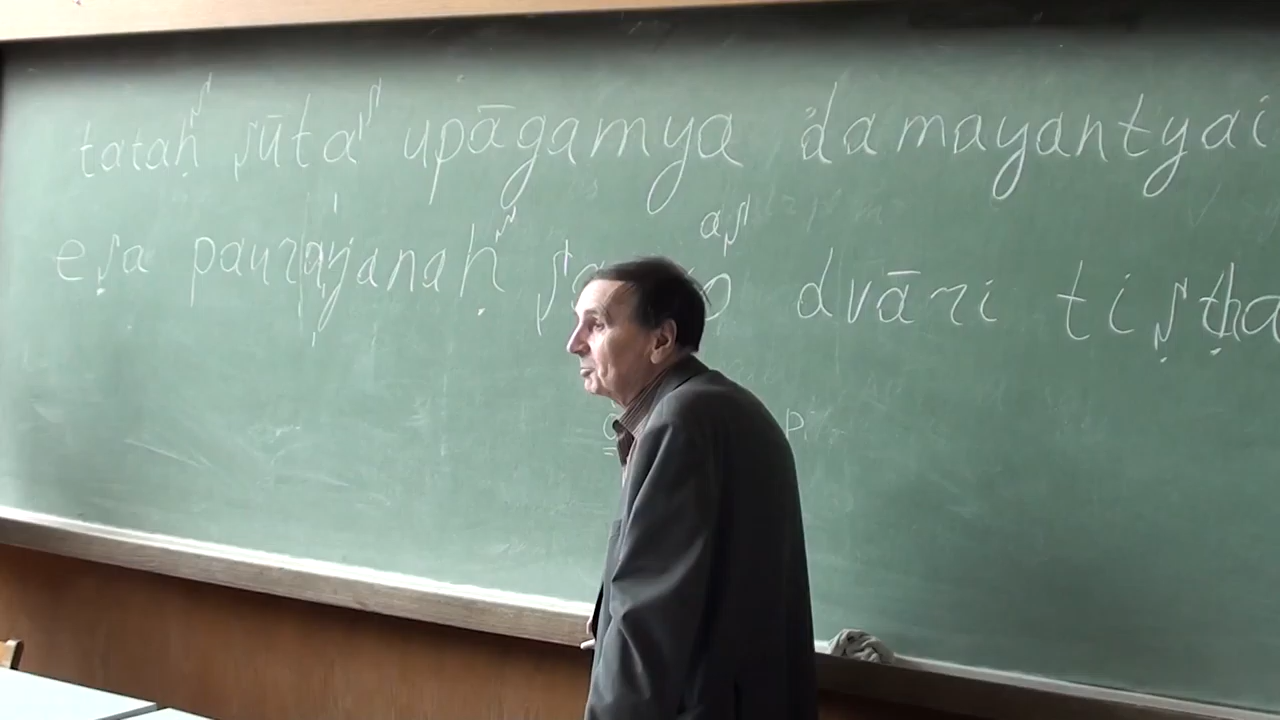 tataḥ sūta upāgamya damayantyai
eṣa paurajanaḥ dvāri tiṣṭha